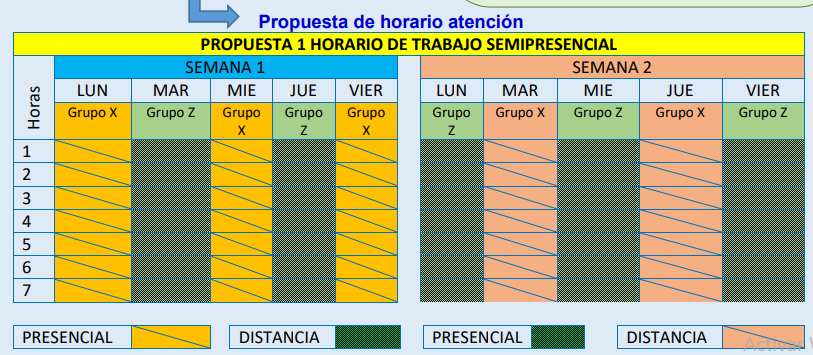 Propuesta de horario atención
PROPUESTA 1 HORARIO DE TRABAJO SEMIPRESENCIAL
SEMANA 1 SEMANA 2
Horas LUN MAR MIE JUE VIER LUN MAR MIE JUE VIER
Grupo X Grupo Z Grupo X Grupo Z Grupo X Grupo Z Grupo X Grupo Z Grupo X Grupo Z
1
2
3
4
5
6
7
PRESENCIAL DISTANCIA PRESENCIAL DISTANCIA
Activar